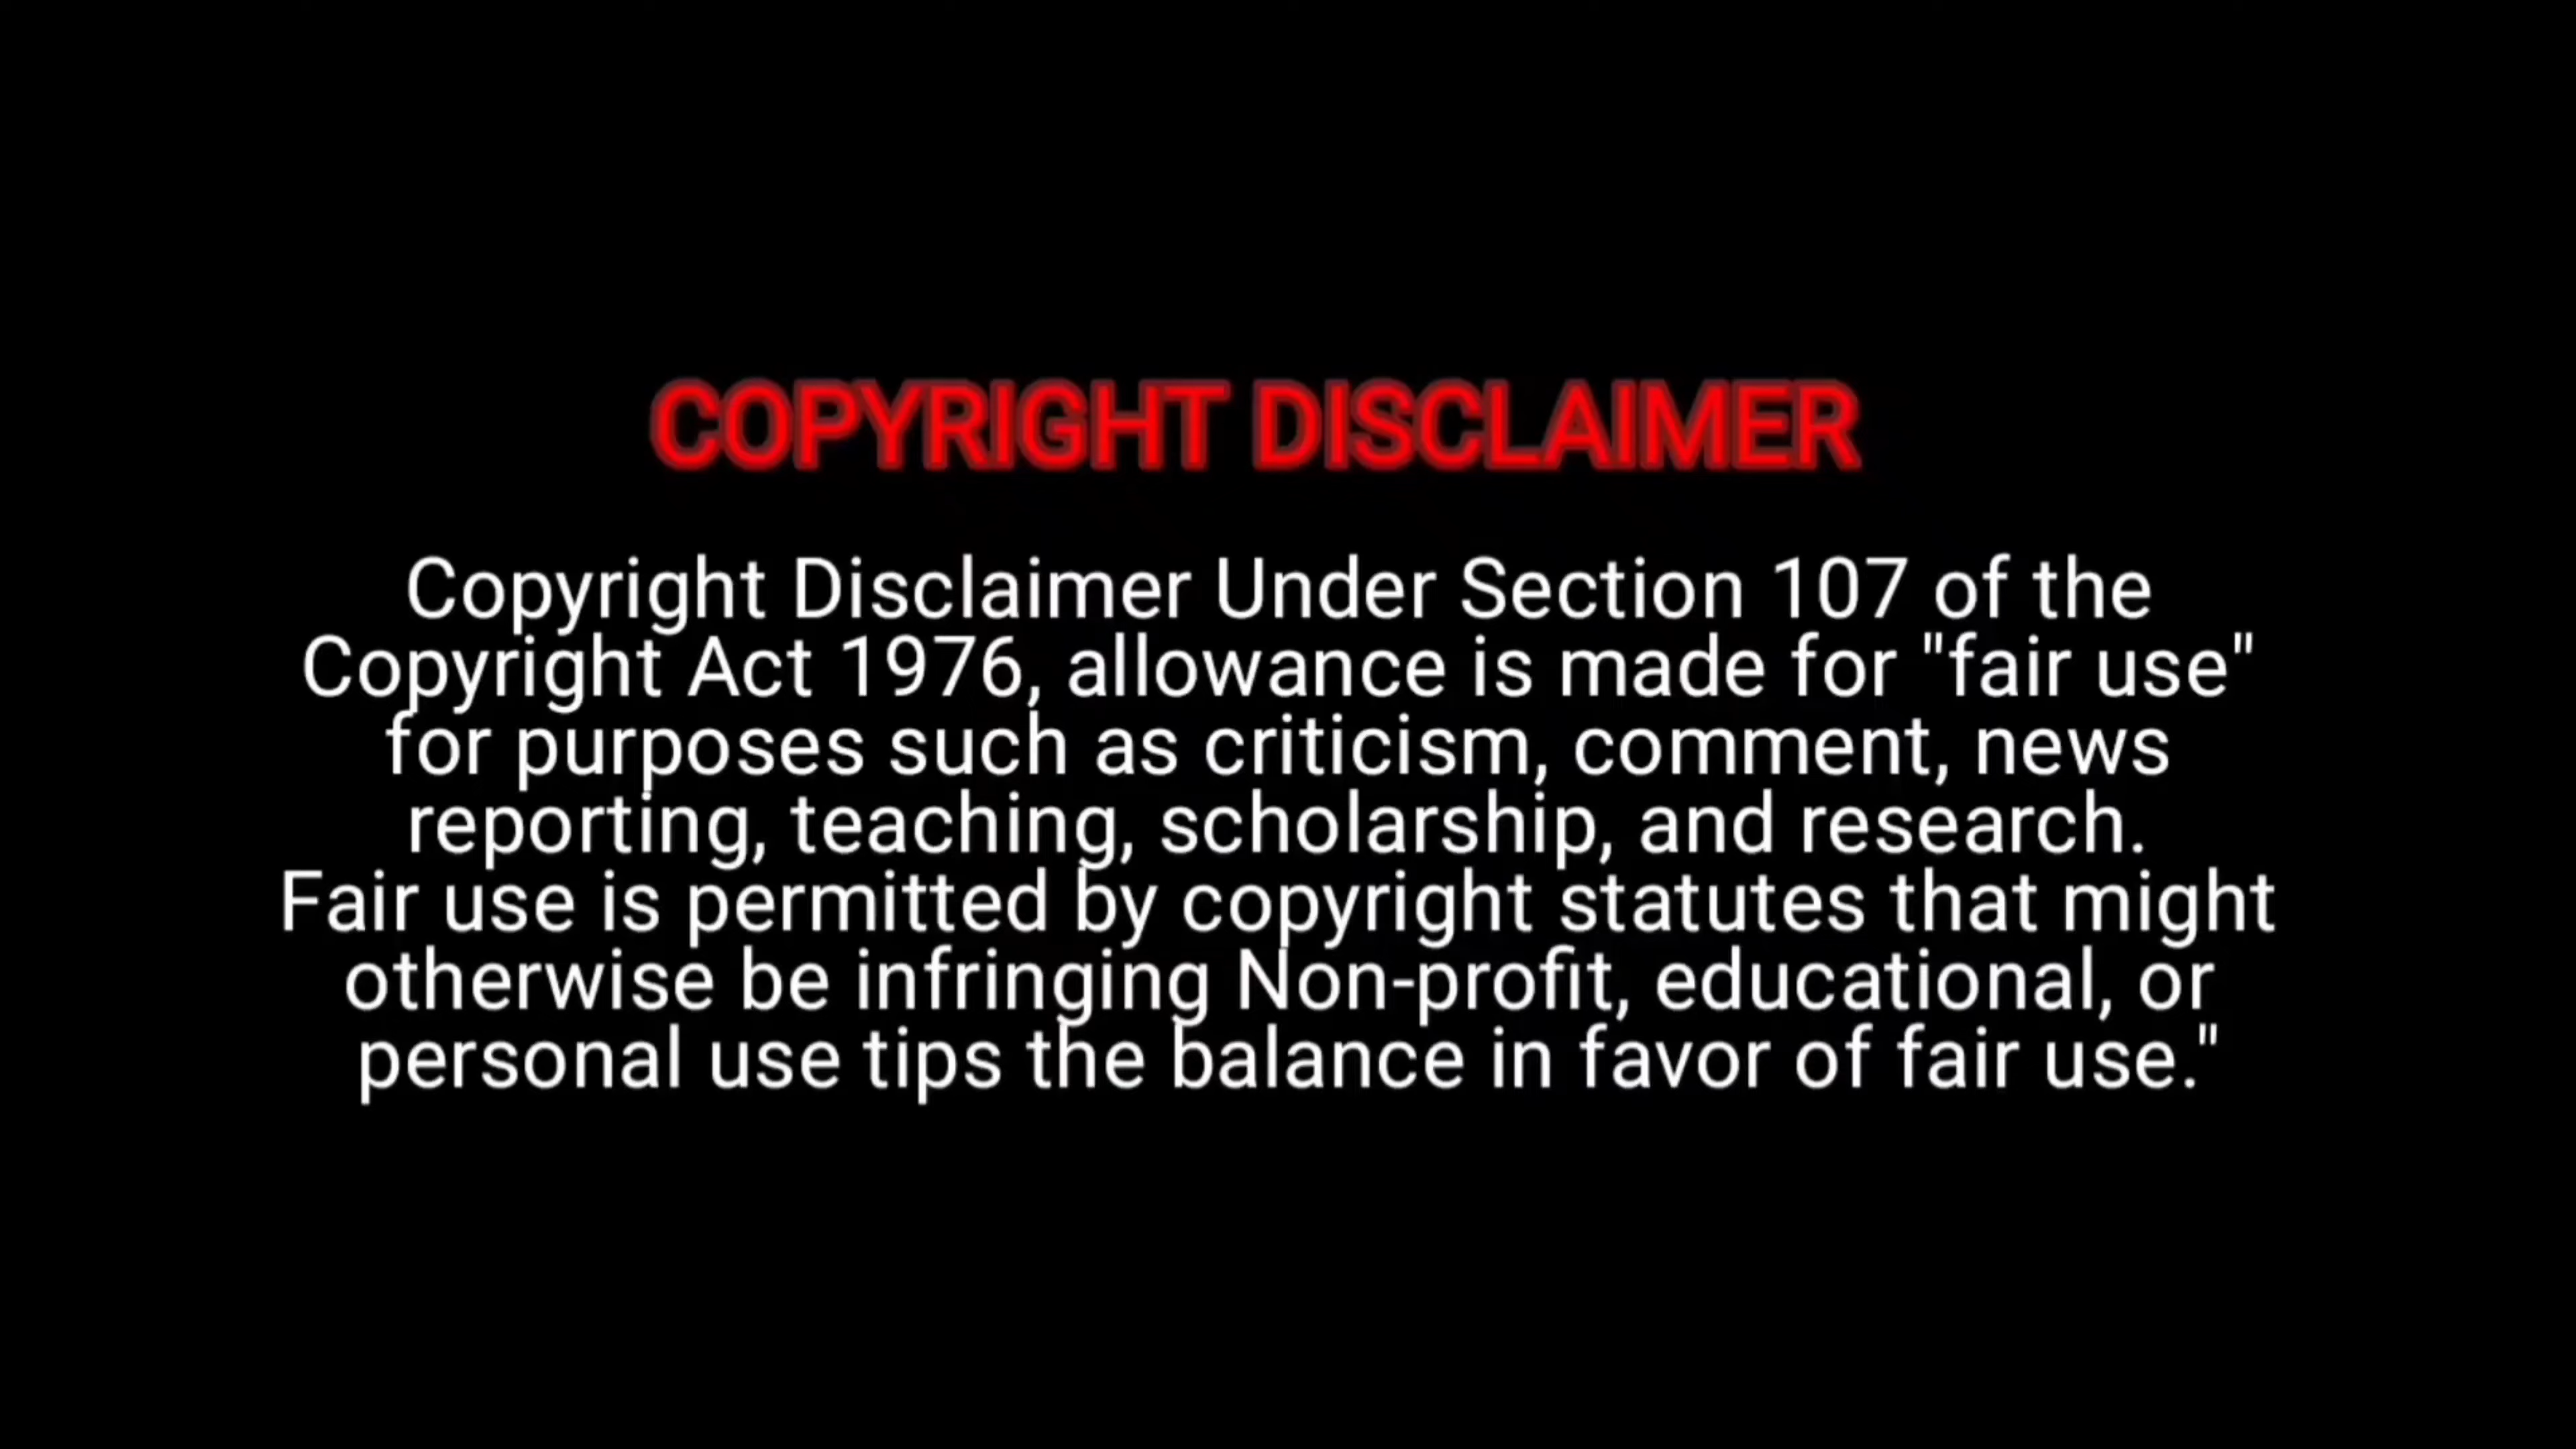 COPYRIGHT DISCLAIMER
Copyright Disclaimer Under Section 107 of the
Copyright Act 1976, allowance is made for "fair use"
for purposes such as criticism, comment, news
reporting, teaching, scholarship, and research.
Fair use is permitted by copyright statutes that might
otherwise be infringing Non-profit, educational, or
personal use tips the balance in favor of fair use."